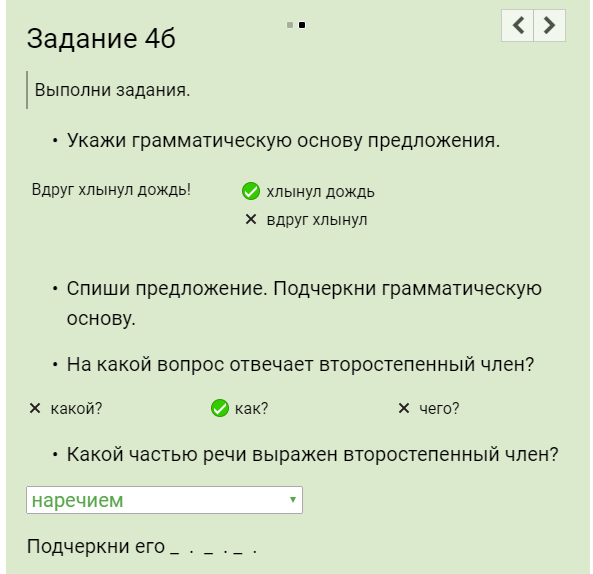 Задание 4б
Выполни задания.
• Укажи грамматическую основу предложения.
Вдруг хлынул дождь!
хлынул дождь
вдруг хлынул
• Спиши предложение. Подчеркни грамматическую
основу.
• На какой вопрос отвечает второстепенный член?
какой? как? чего?
• Какой частью речи выражен второстепенный член?
наречием
Подчеркни его _ . _ . _ .